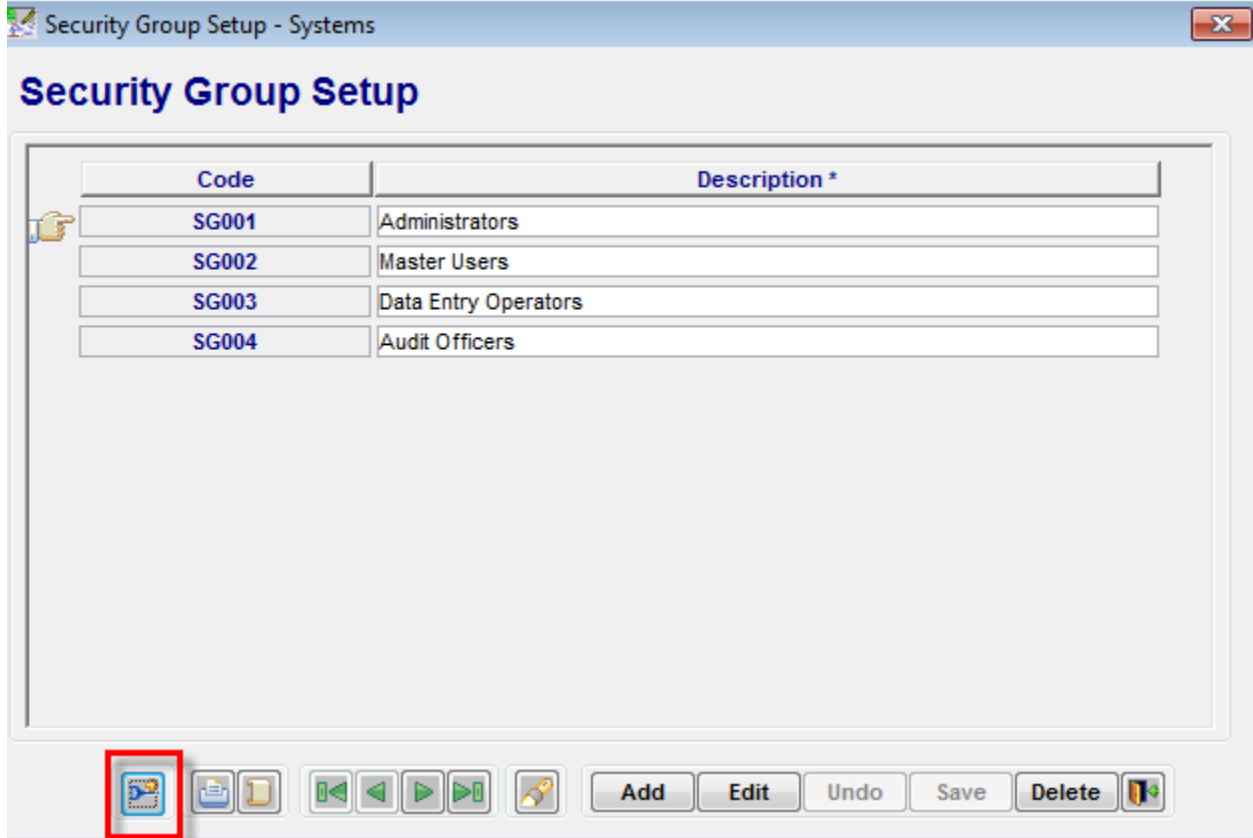 Security Group Setup - Systems
Security Group Setup
Code Description *
SG001 Administrators
SG002 Master Users
SG003 Data Entry Operators
SG004 Audit Officers
Add Edit Undo Save Delete